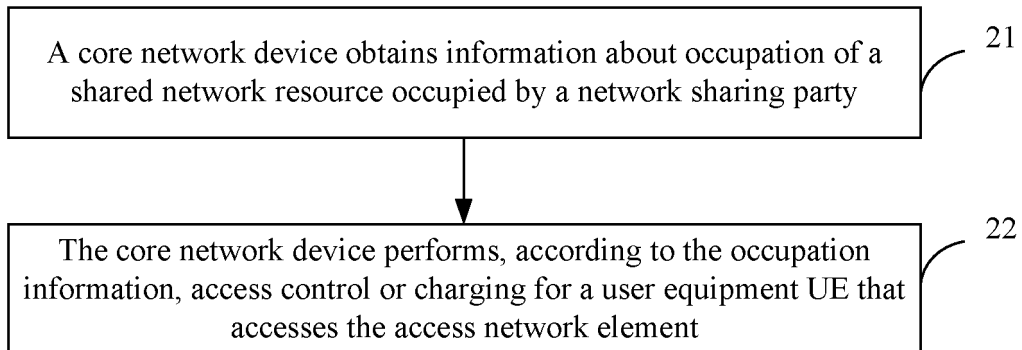 A core network device obtains information about occupation of a
shared network resource occupied by a network sharing party
21
The core network device performs, according to the occupation
information, access control or charging for a user equipment UE that
accesses the access network element
22